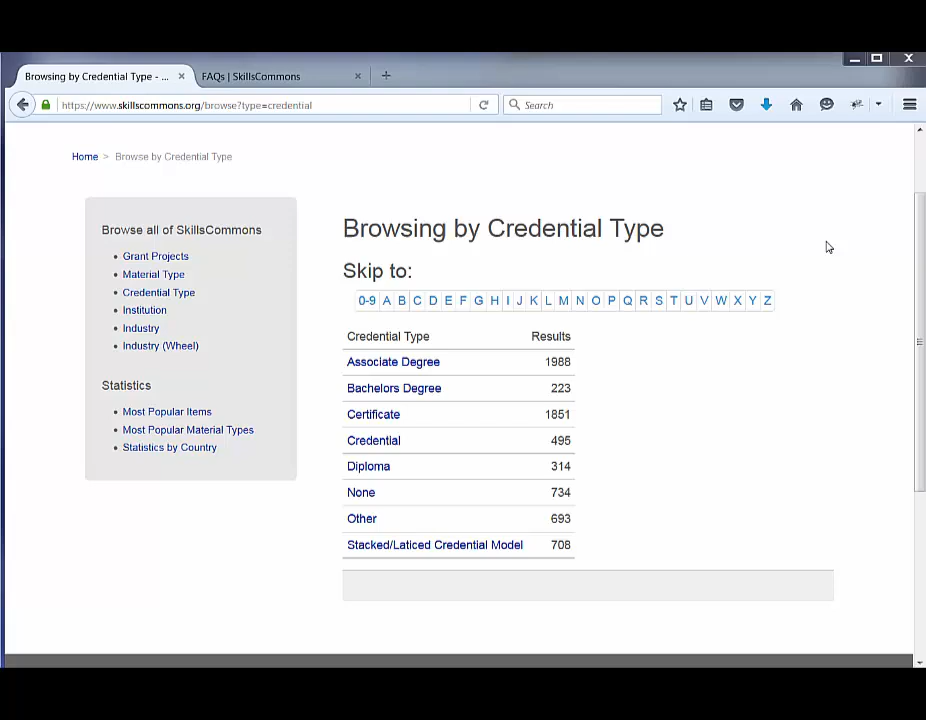 Browsing by Credential Type - ...
FAQs | SkillsCommons
https://www.skillscommons.org/browse?type=credential
Search
Home > Browse by Credential Type
Browse all of SkillsCommons
Grant Projects
Material Type
Credential Type
Institution
Industry
Industry (Wheel)
Statistics
Most Popular Items
Most Popular Material Types
Statistics by Country
Browsing by Credential Type
Skip to:
0-9 A B C D E F G H I J K L M N O P Q R S T U V W X Y Z
Credential Type Results
Associate Degree 1988
Bachelors Degree 223
Certificate 1851
Credential 495
Diploma 314
None 734
Other 693
Stacked/Laticed Credential Model 708